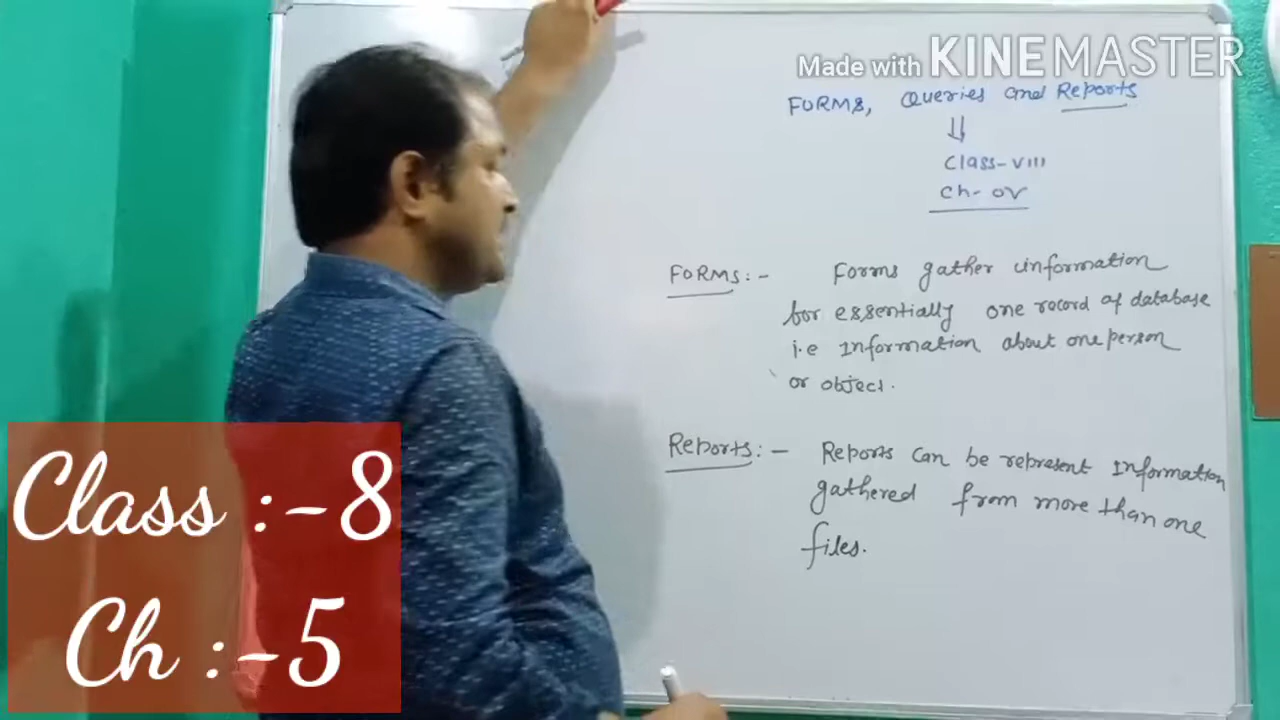 Made with KINEMASTER
FORMS, Queries and Reports
Class-VIII
Ch- 05
FORMS:- Forms gather information
for essentially one record of database
i.e Information about one person
or object.
Reports:- Reports can be represent Information
gathered from more than one
files.
Class :-8
Ch :-5